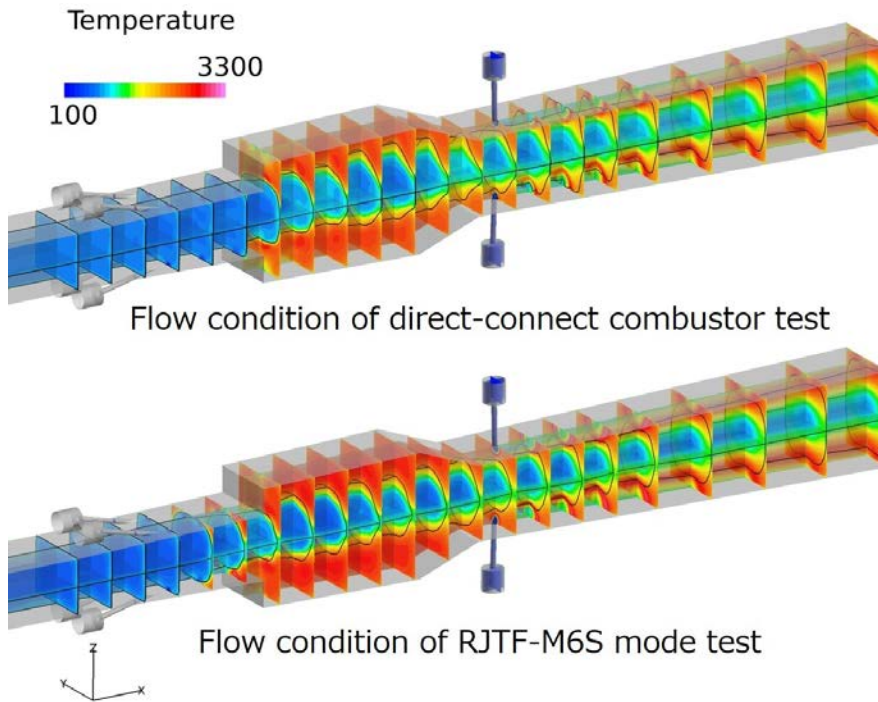 Temperature
3300
100
Flow condition of direct-connect combustor test
Flow condition of RJTF-M6S mode test
Z
Y
X